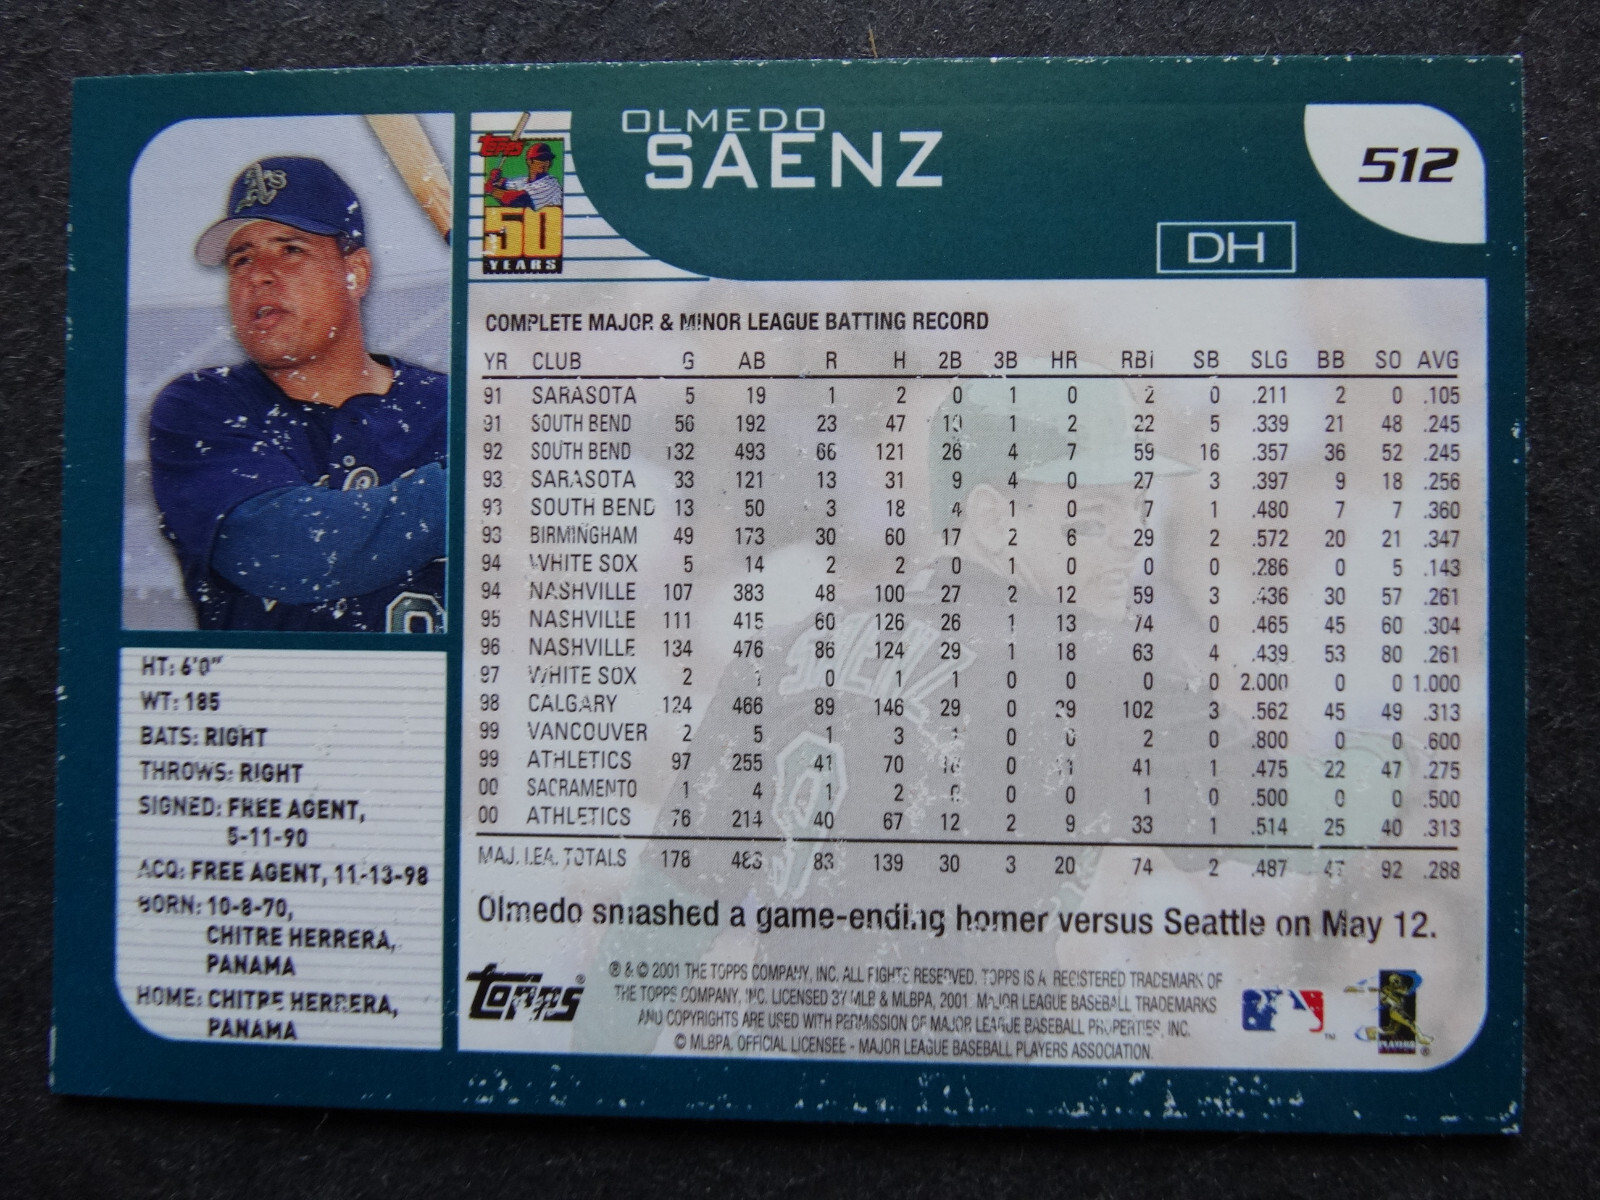 OLMEDO
SAENZ
512
DH
Topps
50
YEARS
A's
COMPLETE MAJOR & MINOR LEAGUE BATTING RECORD
YR CLUB G AB R H 2B 3B HR RBI SB SLG BB SO AVG
91 SARASOTA 5 19 1 2 0 1 0 2 0 .211 2 0 .105
91 SOUTH BEND 56 192 23 47 1 2 22 5 .339 21 48 .245
92 SOUTH BEND 132 493 66 121 26 4 7 59 16 .357 36 52 .245
93 SARASOTA 33 121 13 31 9 4 0 27 3 .397 9 18 .256
93 SOUTH BEND 13 50 3 18 4 1 0 7 1 .480 7 7 .360
93 BIRMINGHAM 49 173 30 60 17 2 6 29 2 .572 20 21 .347
94 WHITE SOX 5 14 2 2 0 1 0 0 0 .286 0 5 .143
94 NASHVILLE 107 383 48 100 27 2 12 59 3 .436 30 57 .261
95 NASHVILLE 111 415 60 126 26 1 13 74 0 .465 45 60 .304
96 NASHVILLE 134 476 86 124 29 1 18 63 4 .439 53 80 .261
97 WHITE SOX 2 1 0 1 1 0 0 0 0 2.000 0 0 1.000
98 CALGARY 124 466 89 146 29 0 29 102 3 .562 45 49 .313
99 VANCOUVER 2 5 1 3 1 0 0 2 0 .800 0 0 .600
99 ATHLETICS 97 255 41 70 0 11 41 1 .475 22 47 .275
00 SACRAMENTO 1 4 1 2 0 0 0 1 0 .500 0 0 .500
00 ATHLETICS 76 214 40 67 12 2 9 33 1 .514 25 40 .313
MAJ. LEA. TOTALS 178 483 83 139 30 3 20 74 2 .487 47 92 .288
Olmedo smashed a game-ending homer versus Seattle on May 12.
HT: 6'0"
WT: 185
BATS: RIGHT
THROWS: RIGHT
SIGNED: FREE AGENT,
5-11-90
ACQ: FREE AGENT, 11-13-98
BORN: 10-8-70,
CHITRE HERRERA,
PANAMA
HOME: CHITRE HERRERA,
PANAMA
SAENZ
Topps®
® & © 2001 THE TOPPS COMPANY, INC. ALL RIGHTS RESERVED. TOPPS IS A REGISTERED TRADEMARK OF
THE TOPPS COMPANY, INC. LICENSED BY MLB & MLBPA, 2001. MAJOR LEAGUE BASEBALL TRADEMARKS
AND COPYRIGHTS ARE USED WITH PERMISSION OF MAJOR LEAGUE BASEBALL PROPERTIES, INC.
© MLBPA. OFFICIAL LICENSEE - MAJOR LEAGUE BASEBALL PLAYERS ASSOCIATION.